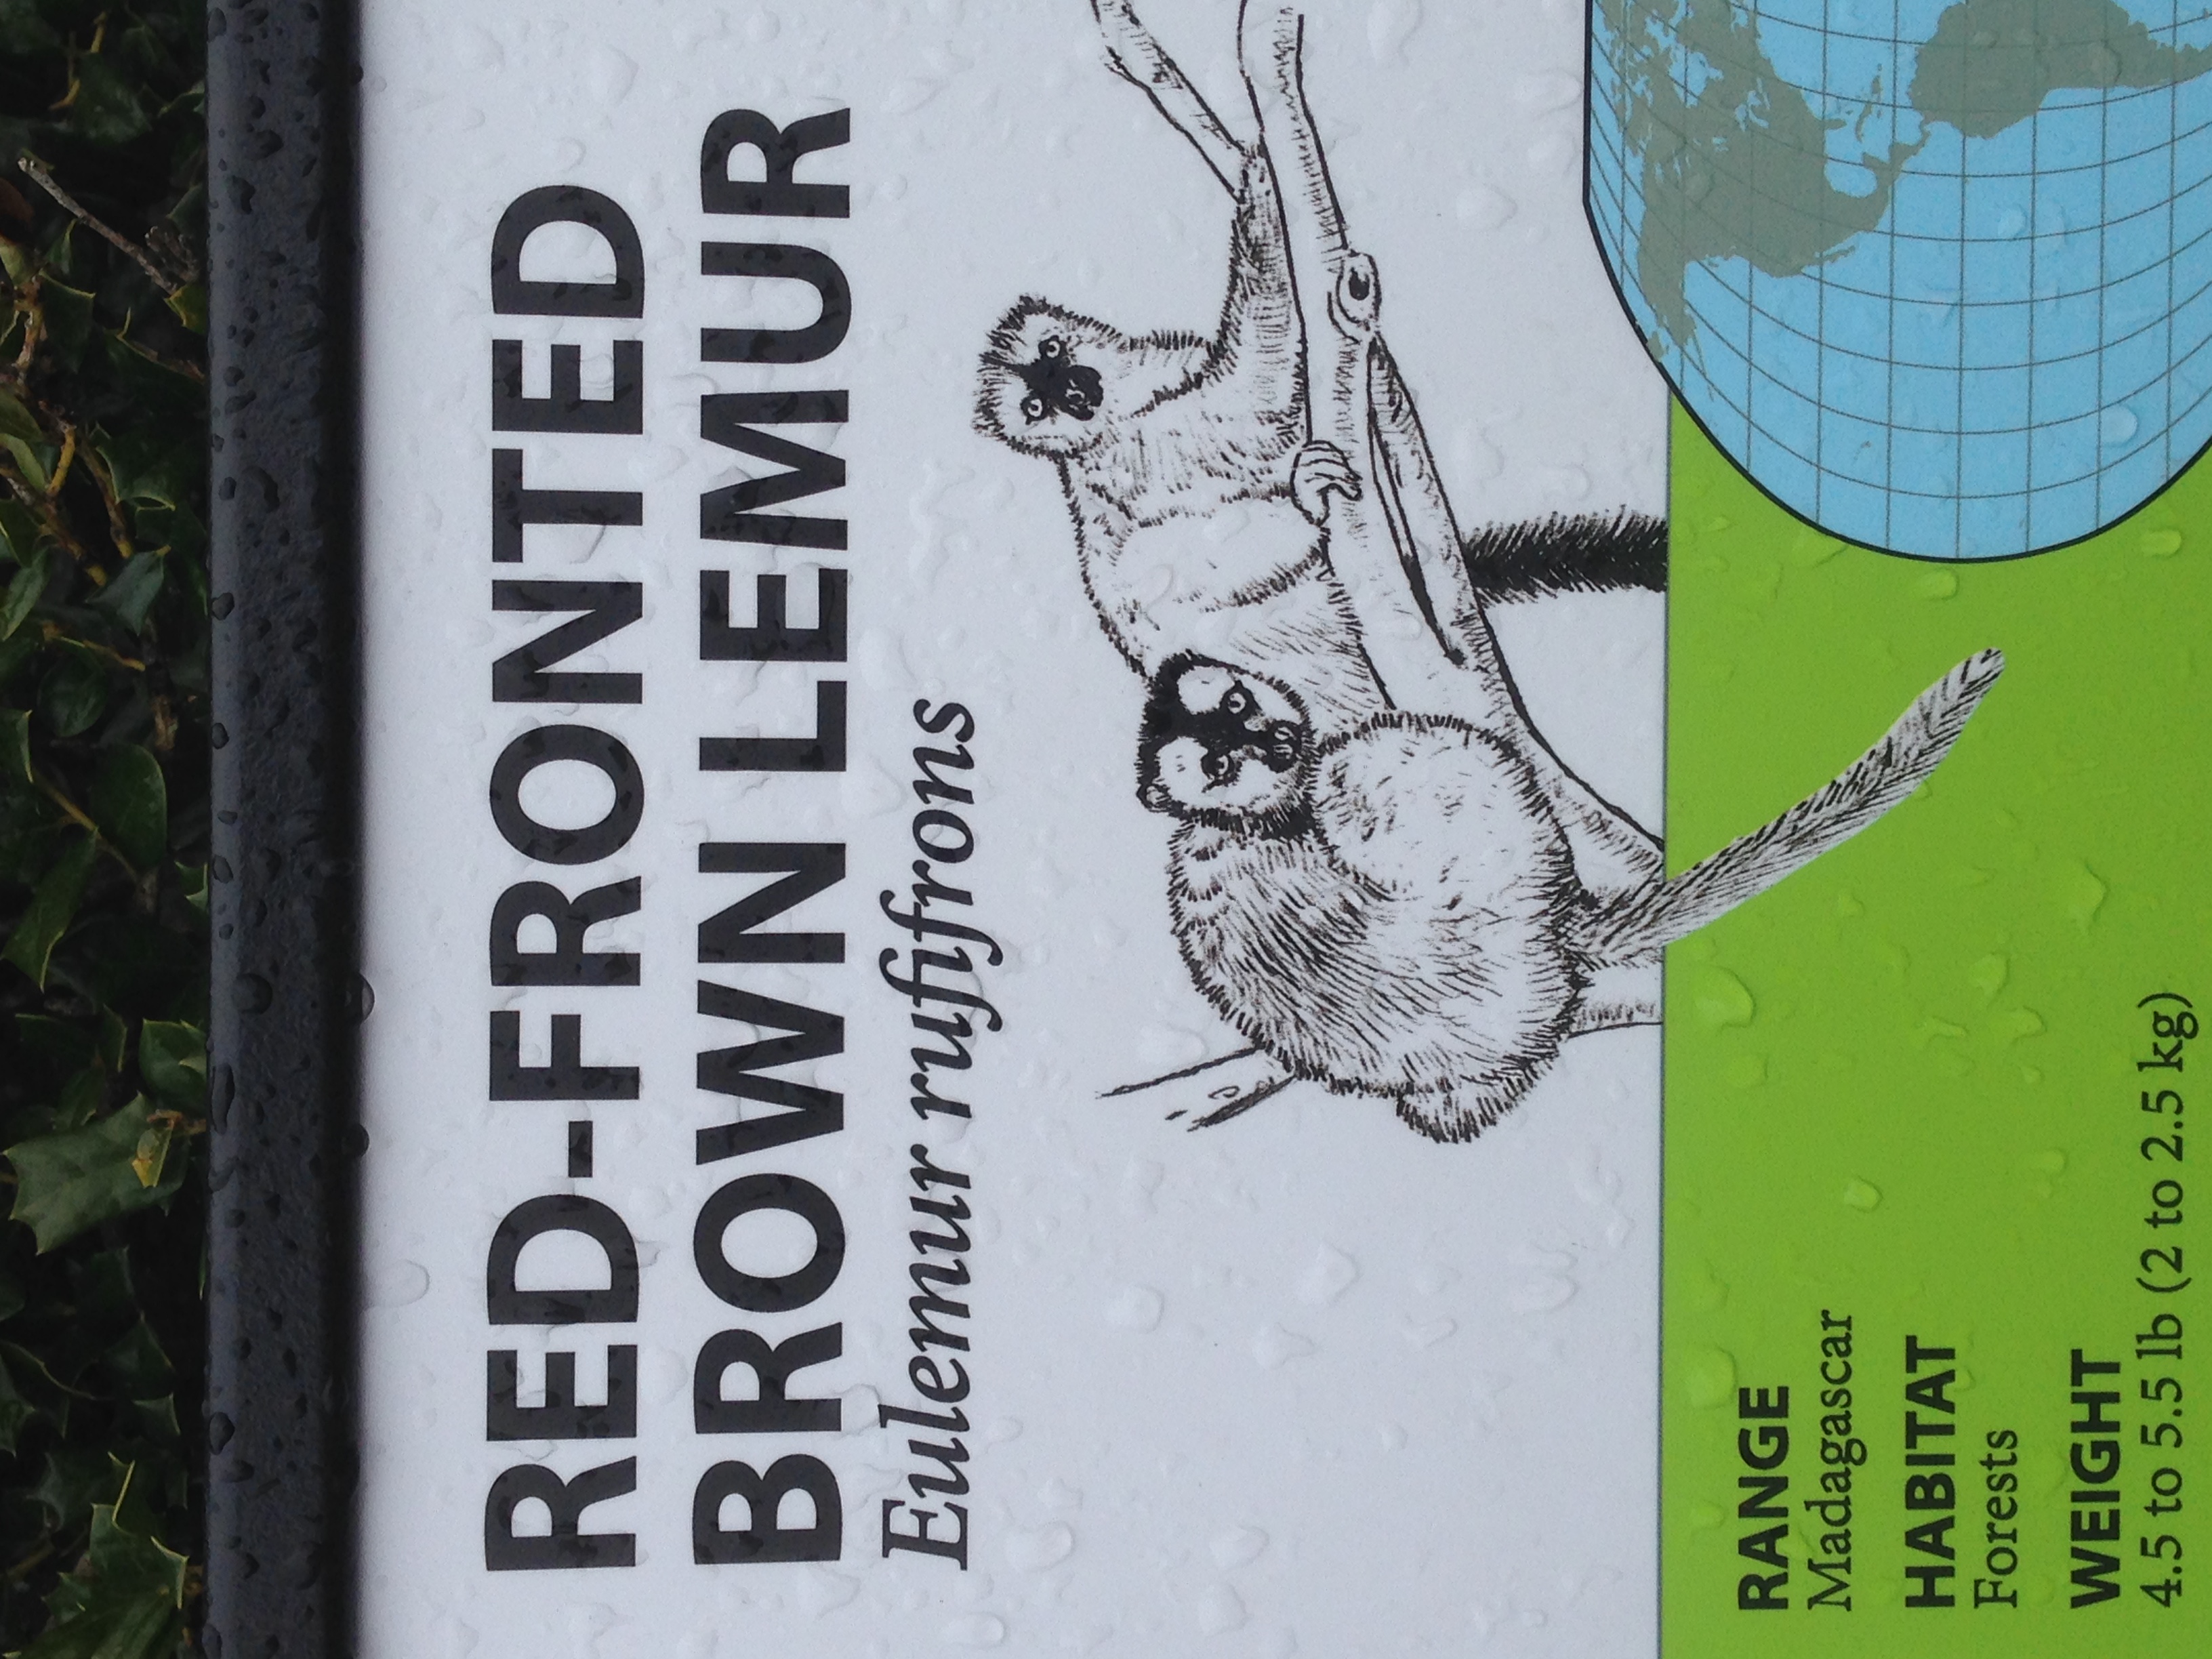 RED-FRONTED
BROWN LEMUR
Eulemur rufifrons
RANGE
Madagascar
HABITAT
Forests
WEIGHT
4.5 to 5.5 lb (2 to 2.5 kg)